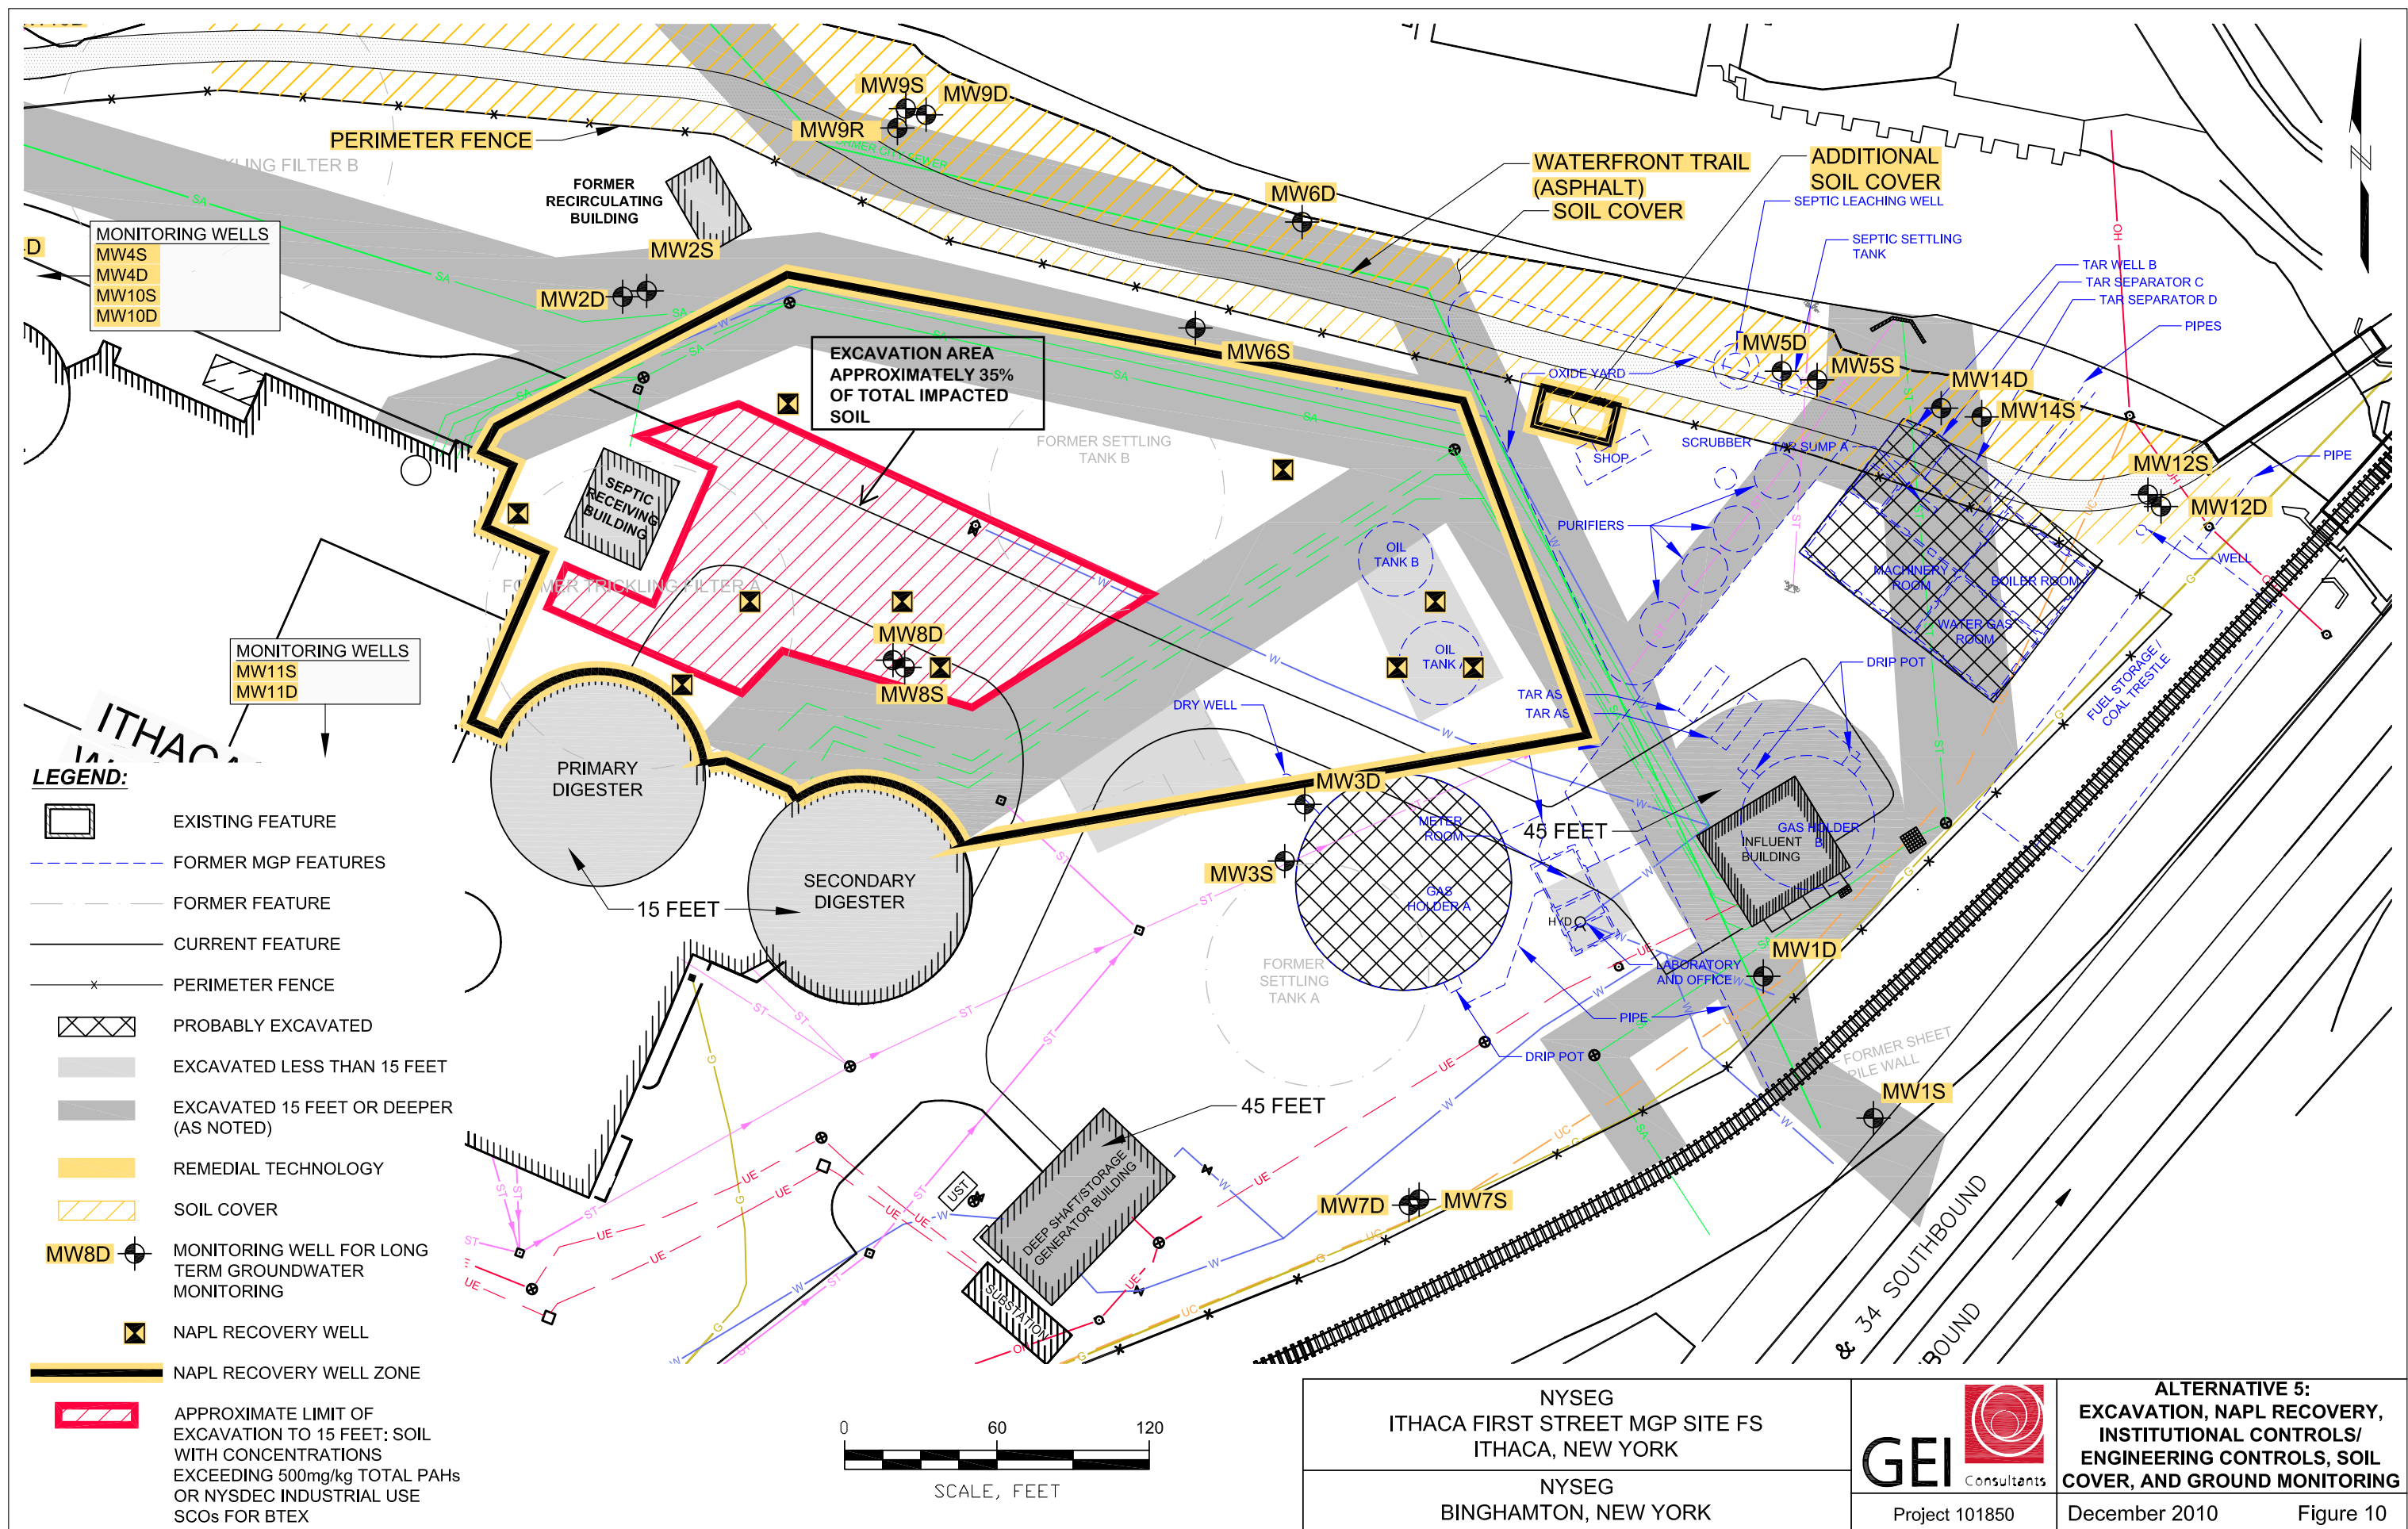 MW9S
MW9D
MW9R
PERIMETER FENCE
KLING FILTER B
FORMER CITY SEWER
FORMER
RECIRCULATING
BUILDING
WATERFRONT TRAIL
(ASPHALT)
SOIL COVER
ADDITIONAL
SOIL COVER
SEPTIC LEACHING WELL
SEPTIC SETTLING
TANK
TAR WELL B
TAR SEPARATOR C
TAR SEPARATOR D
PIPES
MW6D
MW2S
MW2D
MONITORING WELLS
MW4S
MW4D
MW10S
MW10D
MW6S
EXCAVATION AREA
APPROXIMATELY 35%
OF TOTAL IMPACTED
SOIL
MW5D
MW5S
MW14D
MW14S
OXIDE YARD
SHOP
SCRUBBER
TAR SUMP A
MW12S
MW12D
PIPE
WELL
FORMER SETTLING
TANK B
SEPTIC
RECEIVING
BUILDING
FORMER TRICKLING FILTER A
PURIFIERS
OIL
TANK B
OIL
TANK A
MACHINERY
ROOM
BOILER ROOM
WATER GAS
ROOM
MONITORING WELLS
MW11S
MW11D
MW8D
MW8S
DRIP POT
TAR AS
TAR AS
FUEL STORAGE /
COAL TRESTLE
DRY WELL
ITHACA
PRIMARY
DIGESTER
SECONDARY
DIGESTER
15 FEET
MW3D
MW3S
METER
ROOM
45 FEET
GAS HOLDER
B
INFLUENT
BUILDING
GAS
HOLDER A
HYD
FORMER
SETTLING
TANK A
LABORATORY
AND OFFICE
MW1D
PIPE
DRIP POT
FORMER SHEET
PILE WALL
MW1S
45 FEET
UST
DEEP SHAFT/STORAGE
GENERATOR BUILDING
SUBSTATION
MW7D
MW7S
& 34 SOUTHBOUND
BOUND
LEGEND:
EXISTING FEATURE
FORMER MGP FEATURES
FORMER FEATURE
CURRENT FEATURE
PERIMETER FENCE
PROBABLY EXCAVATED
EXCAVATED LESS THAN 15 FEET
EXCAVATED 15 FEET OR DEEPER
(AS NOTED)
REMEDIAL TECHNOLOGY
SOIL COVER
MW8D
MONITORING WELL FOR LONG
TERM GROUNDWATER
MONITORING
NAPL RECOVERY WELL
NAPL RECOVERY WELL ZONE
APPROXIMATE LIMIT OF
EXCAVATION TO 15 FEET: SOIL
WITH CONCENTRATIONS
EXCEEDING 500mg/kg TOTAL PAHs
OR NYSDEC INDUSTRIAL USE
SCOs FOR BTEX
0 60 120
SCALE, FEET
NYSEG
ITHACA FIRST STREET MGP SITE FS
ITHACA, NEW YORK
NYSEG
BINGHAMTON, NEW YORK
GEI
Consultants
Project 101850
ALTERNATIVE 5:
EXCAVATION, NAPL RECOVERY,
INSTITUTIONAL CONTROLS/
ENGINEERING CONTROLS, SOIL
COVER, AND GROUND MONITORING
December 2010 Figure 10